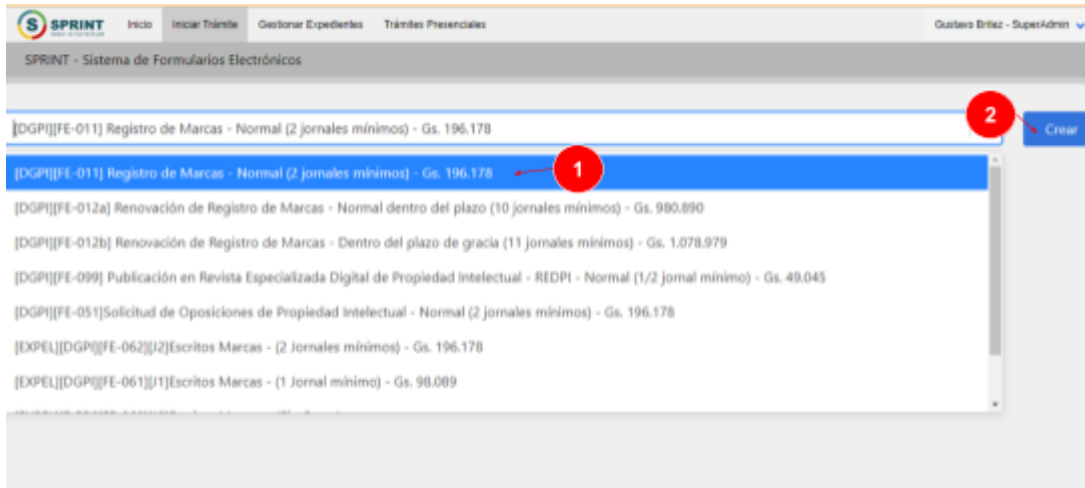 SPRINT Inicio Iniciar Trámite Gestionar Expedientes Trámites Presenciales Gustavo Britez - SuperAdmin
SPRINT - Sistema de Formularios Electrónicos
[DGPI][FE-011] Registro de Marcas - Normal (2 jornales mínimos) - Gs. 196.178
2
Crear
[DGPI][FE-011] Registro de Marcas - Normal (2 jornales mínimos) - Gs. 196.178
1
[DGPI][FE-012a] Renovación de Registro de Marcas - Normal dentro del plazo (10 jornales mínimos) - Gs. 980.890
[DGPI][FE-012b] Renovación de Registro de Marcas - Dentro del plazo de gracia (11 jornales mínimos) - Gs. 1.078.979
[DGPI][FE-099] Publicación en Revista Especializada Digital de Propiedad Intelectual - REDPI - Normal (1/2 jornal mínimo) - Gs. 49.045
[DGPI][FE-051]Solicitud de Oposiciones de Propiedad Intelectual - Normal (2 jornales mínimos) - Gs. 196.178
[EXPEL][DGPI][FE-062][J2]Escritos Marcas - (2 Jornales mínimos) - Gs. 196.178
[EXPEL][DGPI][FE-061][J1]Escritos Marcas - (1 Jornal mínimo) - Gs. 98.089